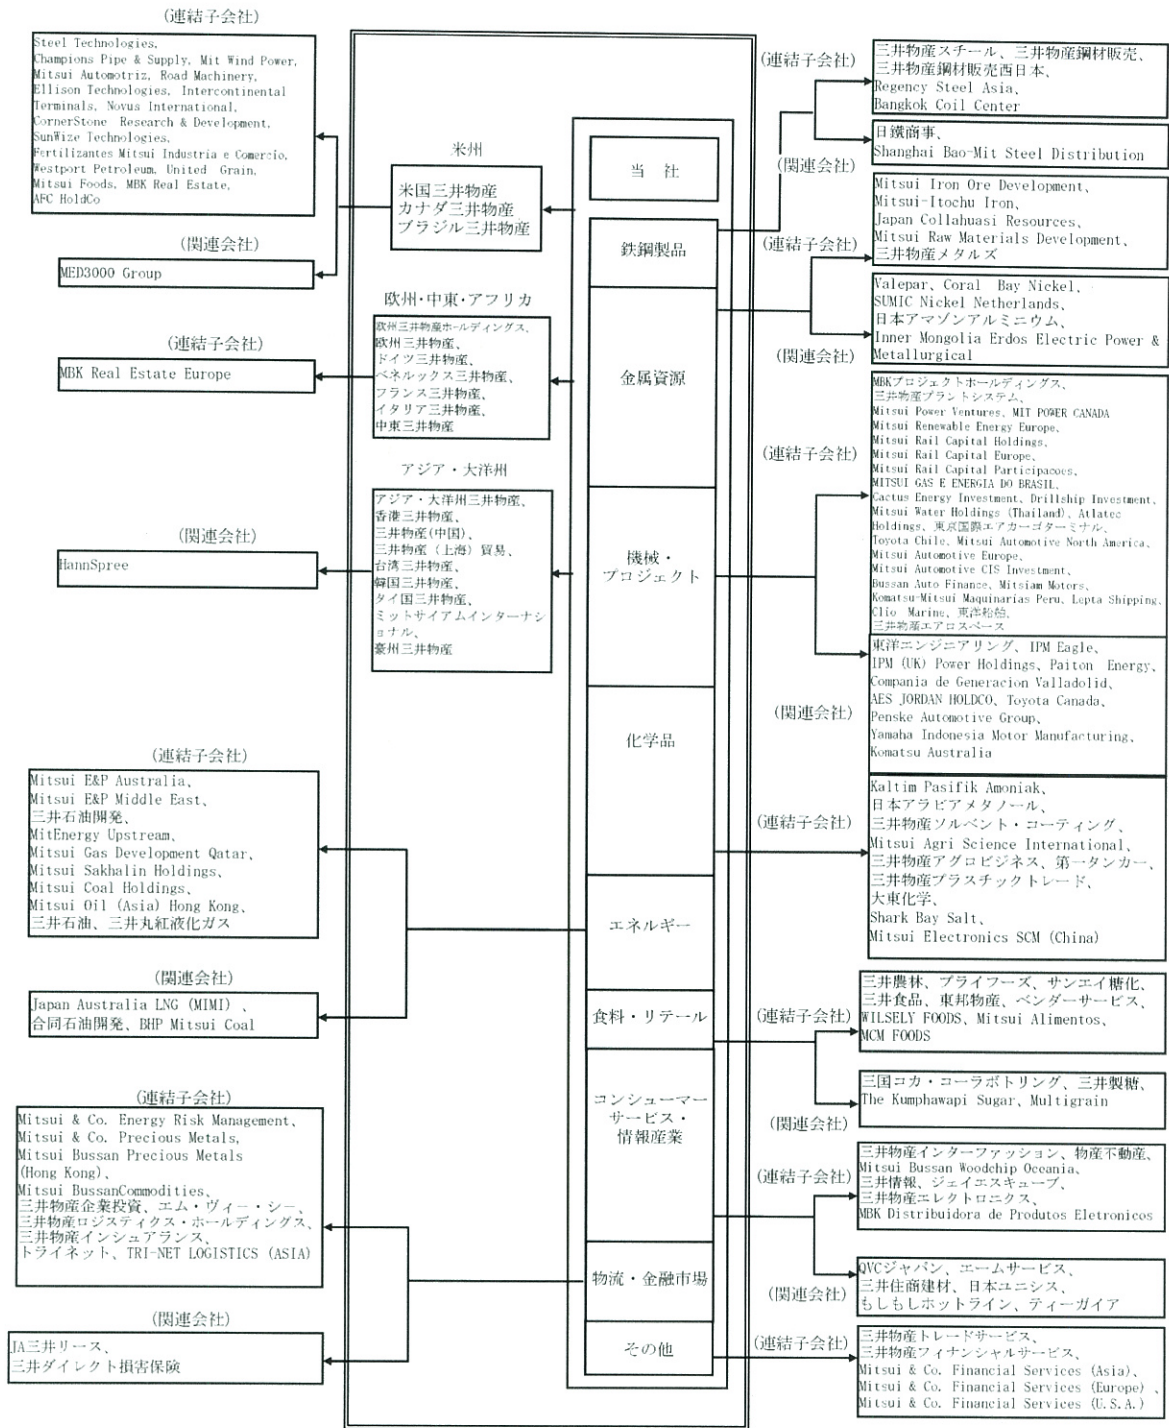 (連結子会社)
Steel Technologies,
Champions Pipe & Supply, Mit Wind Power,
Mitsui Automotriz, Road Machinery,
Ellison Technologies, Intercontinental
Terminals, Novus International,
CornerStone Research & Development,
SunWize Technologies,
Fertilizantes Mitsui Industria e Comercio,
Westport Petroleum, United Grain,
Mitsui Foods, MBK Real Estate,
AFC HoldCo
(関連会社)
MED3000 Group
(連結子会社)
MBK Real Estate Europe
(関連会社)
HannSpree
(連結子会社)
Mitsui E&P Australia、
Mitsui E&P Middle East、
三井石油開発、
MitEnergy Upstream、
Mitsui Gas Development Qatar、
Mitsui Sakhalin Holdings、
Mitsui Coal Holdings、
Mitsui Oil (Asia) Hong Kong、
三井石油、三井丸紅液化ガス
(関連会社)
Japan Australia LNG (MIMI) 、
合同石油開発、BHP Mitsui Coal
(連結子会社)
Mitsui & Co. Energy Risk Management、
Mitsui & Co. Precious Metals、
Mitsui Bussan Precious Metals
(Hong Kong)、
Mitsui BussanCommodities、
三井物産企業投資、エム・ヴィー・シー、
三井物産ロジスティクス・ホールディングス、
三井物産インシュアランス、
トライネット、TRI-NET LOGISTICS (ASIA)
(関連会社)
JA三井リース、
三井ダイレクト損害保険
米州
米国三井物産
カナダ三井物産
ブラジル三井物産
欧州・中東・アフリカ
欧州三井物産ホールディングス、
欧州三井物産、
ドイツ三井物産、
ベネルックス三井物産、
フランス三井物産、
イタリア三井物産、
中東三井物産
アジア・大洋州
アジア・大洋州三井物産、
香港三井物産、
三井物産(中国)、
三井物産（上海）貿易、
台湾三井物産、
韓国三井物産、
タイ国三井物産、
ミットサイアムインターナシ
ョナル、
豪州三井物産
当 社
鉄鋼製品
金属資源
機械・
プロジェクト
化学品
エネルギー
食料・リテール
コンシューマー
サービス・
情報産業
物流・金融市場
その他
(連結子会社)
三井物産スチール、三井物産鋼材販売、
三井物産鋼材販売西日本、
Regency Steel Asia、
Bangkok Coil Center
(関連会社)
日鐵商事、
Shanghai Bao-Mit Steel Distribution
(連結子会社)
Mitsui Iron Ore Development、
Mitsui-Itochu Iron、
Japan Collahuasi Resources、
Mitsui Raw Materials Development、
三井物産メタルズ
(関連会社)
Valepar、Coral Bay Nickel、
SUMIC Nickel Netherlands、
日本アマゾンアルミニウム、
Inner Mongolia Erdos Electric Power &
Metallurgical
(連結子会社)
MBKプロジェクトホールディングス、
三井物産プラントシステム、
Mitsui Power Ventures、MIT POWER CANADA
Mitsui Renewable Energy Europe、
Mitsui Rail Capital Holdings、
Mitsui Rail Capital Europe、
Mitsui Rail Capital Participacoes、
MITSUI GAS E ENERGIA DO BRASIL、
Cactus Energy Investment、Drillship Investment、
Mitsui Water Holdings (Thailand)、Atlatec
Holdings、東京国際エアカーゴターミナル、
Toyota Chile、Mitsui Automotive North America、
Mitsui Automotive Europe、
Mitsui Automotive CIS Investment、
Bussan Auto Finance、Mitsiam Motors、
Komatsu-Mitsui Maquinarias Peru、Lepta Shipping、
Clio Marine、東洋船舶、
三井物産エアロスペース
(関連会社)
東洋エンジニアリング、IPM Eagle、
IPM (UK) Power Holdings、Paiton Energy、
Compania de Generacion Valladolid、
AES JORDAN HOLDCO、Toyota Canada、
Penske Automotive Group、
Yamaha Indonesia Motor Manufacturing、
Komatsu Australia
(連結子会社)
Kaltim Pasifik Amoniak、
日本アラビアメタノール、
三井物産ソルベント・コーティング、
Mitsui Agri Science International、
三井物産アグロビジネス、第一タンカー、
三井物産プラスチックトレード、
大東化学、
Shark Bay Salt、
Mitsui Electronics SCM (China)
(連結子会社)
三井農林、プライフーズ、サンエイ糖化、
三井食品、東邦物産、ベンダーサービス、
WILSELY FOODS、Mitsui Alimentos、
MCM FOODS
(関連会社)
三国コカ・コーラボトリング、三井製糖、
The Kumphawapi Sugar、Multigrain
(連結子会社)
三井物産インターファッション、物産不動産、
Mitsui Bussan Woodchip Oceania、
三井情報、ジェイエスキューブ、
三井物産エレクトロニクス、
MBK Distribuidora de Produtos Eletronicos
(関連会社)
QVCジャパン、エームサービス、
三井住商建材、日本ユニシス、
もしもしホットライン、ティーガイア
(連結子会社)
三井物産トレードサービス、
三井物産フィナンシャルサービス、
Mitsui & Co. Financial Services (Asia)、
Mitsui & Co. Financial Services (Europe) 、
Mitsui & Co. Financial Services (U.S.A.)